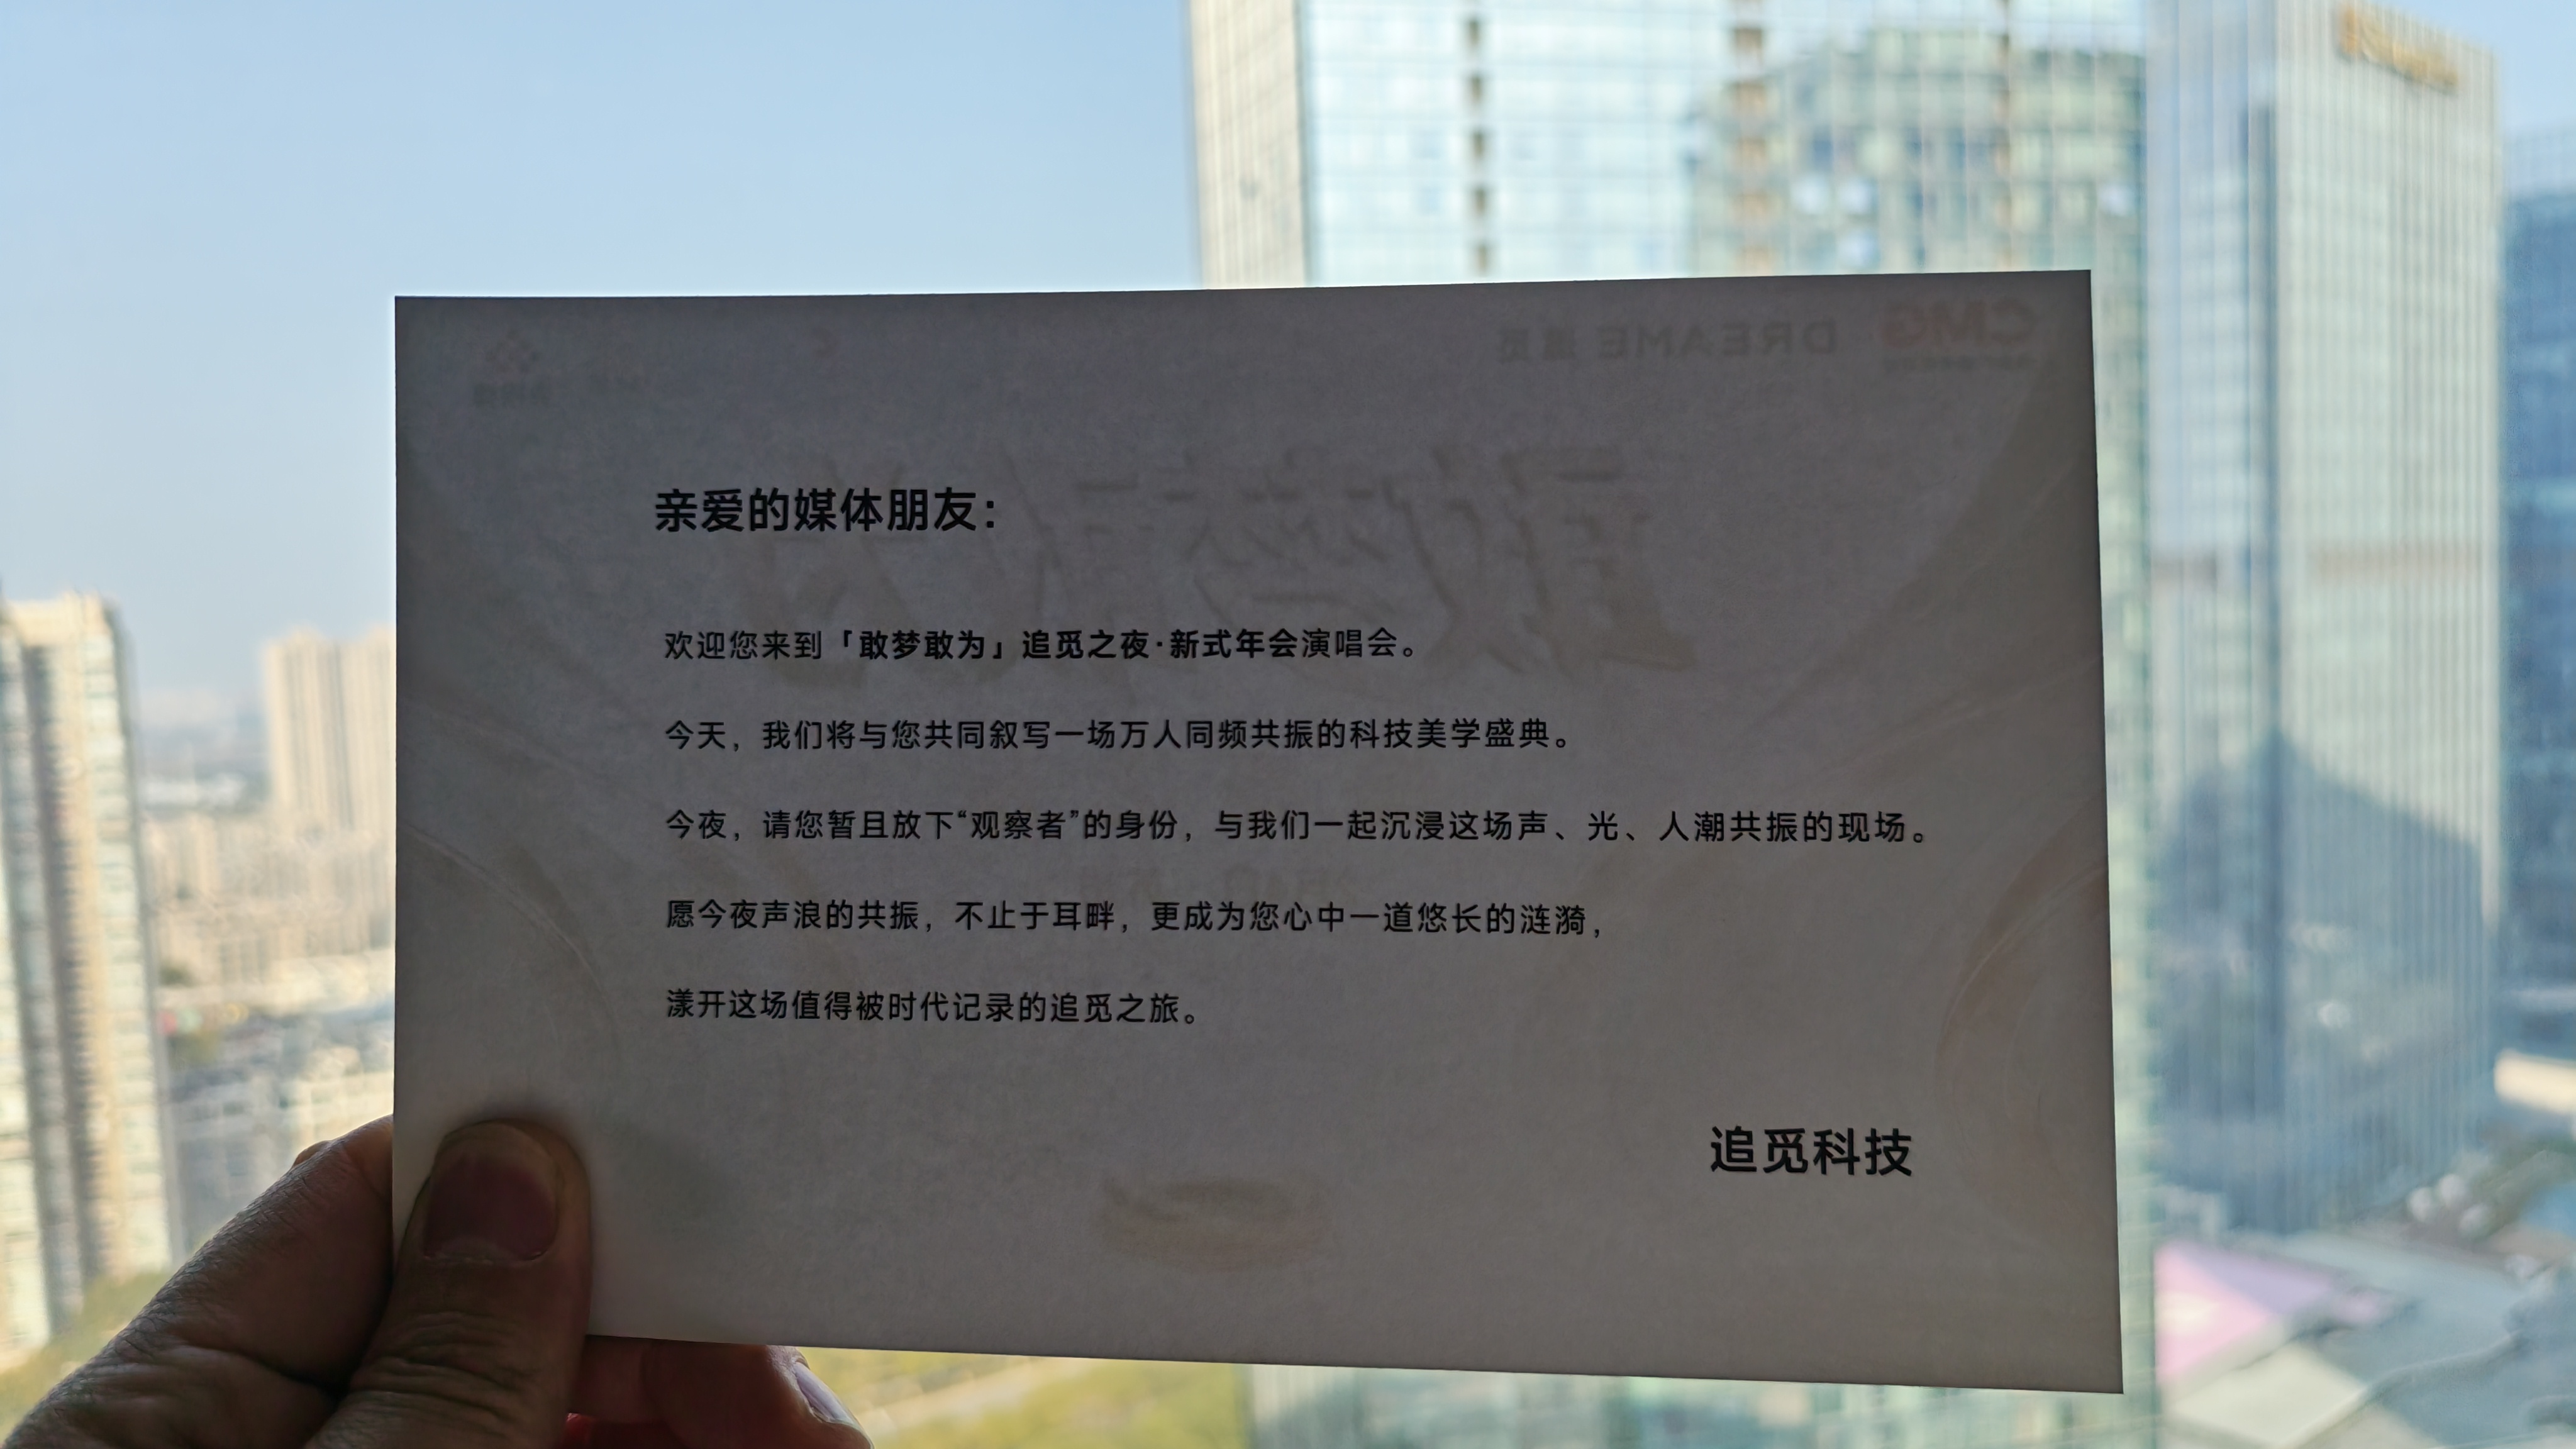 CMG
DREAME 追觅
亲爱的媒体朋友：
欢迎您来到「敢梦敢为」追觅之夜·新式年会演唱会。
今天，我们将与您共同叙写一场万人同频共振的科技美学盛典。
今夜，请您暂且放下“观察者”的身份，与我们一起沉浸这场声、光、人潮共振的现场。
愿今夜声浪的共振，不止于耳畔，更成为您心中一道悠长的涟漪，
漾开这场值得被时代记录的追觅之旅。
追觅科技